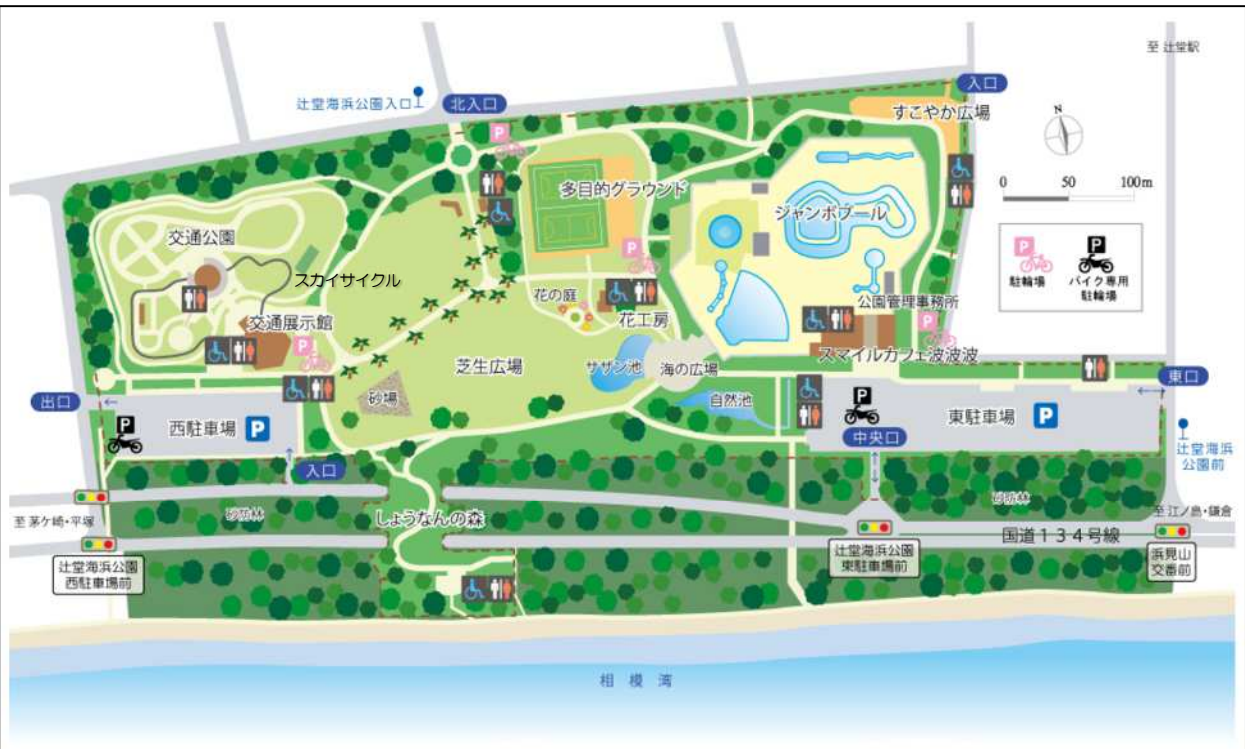 至 辻堂駅
辻堂海浜公園入口
北入口
入口
すこやか広場
N
0 50 100m
多目的グラウンド
ジャンボプール
P
駐輪場
P
バイク専用
駐輪場
交通公園
スカイサイクル
花の庭
花工房
公園管理事務所
交通展示館
スマイルカフェ波波波
芝生広場
サザン池
海の広場
砂場
自然池
出口
東口
西駐車場 P
東駐車場 P
中央口
入口
辻堂海浜
公園前
砂防林
砂防林
しょうなんの森
至 茅ケ崎・平塚
至 江ノ島・鎌倉
国道134号線
辻堂海浜公園
西駐車場前
辻堂海浜公園
東駐車場前
浜見山
交番前
相模湾
P
P
P
P
P
P